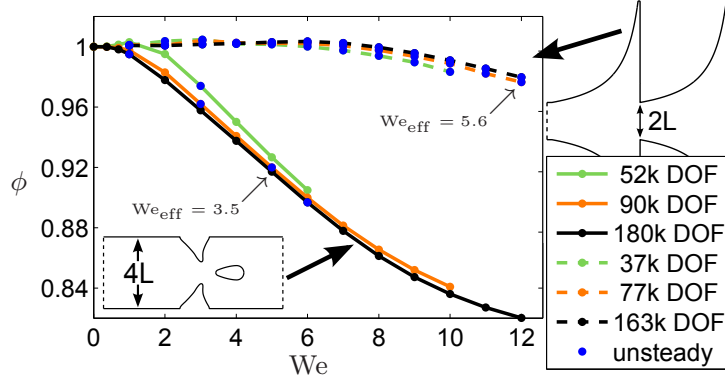 1
0.96
0.92
0.88
0.84
ϕ
0 2 4 6 8 10 12
We
We_eff = 5.6
We_eff = 3.5
4L
2L
52k DOF
90k DOF
180k DOF
37k DOF
77k DOF
163k DOF
unsteady